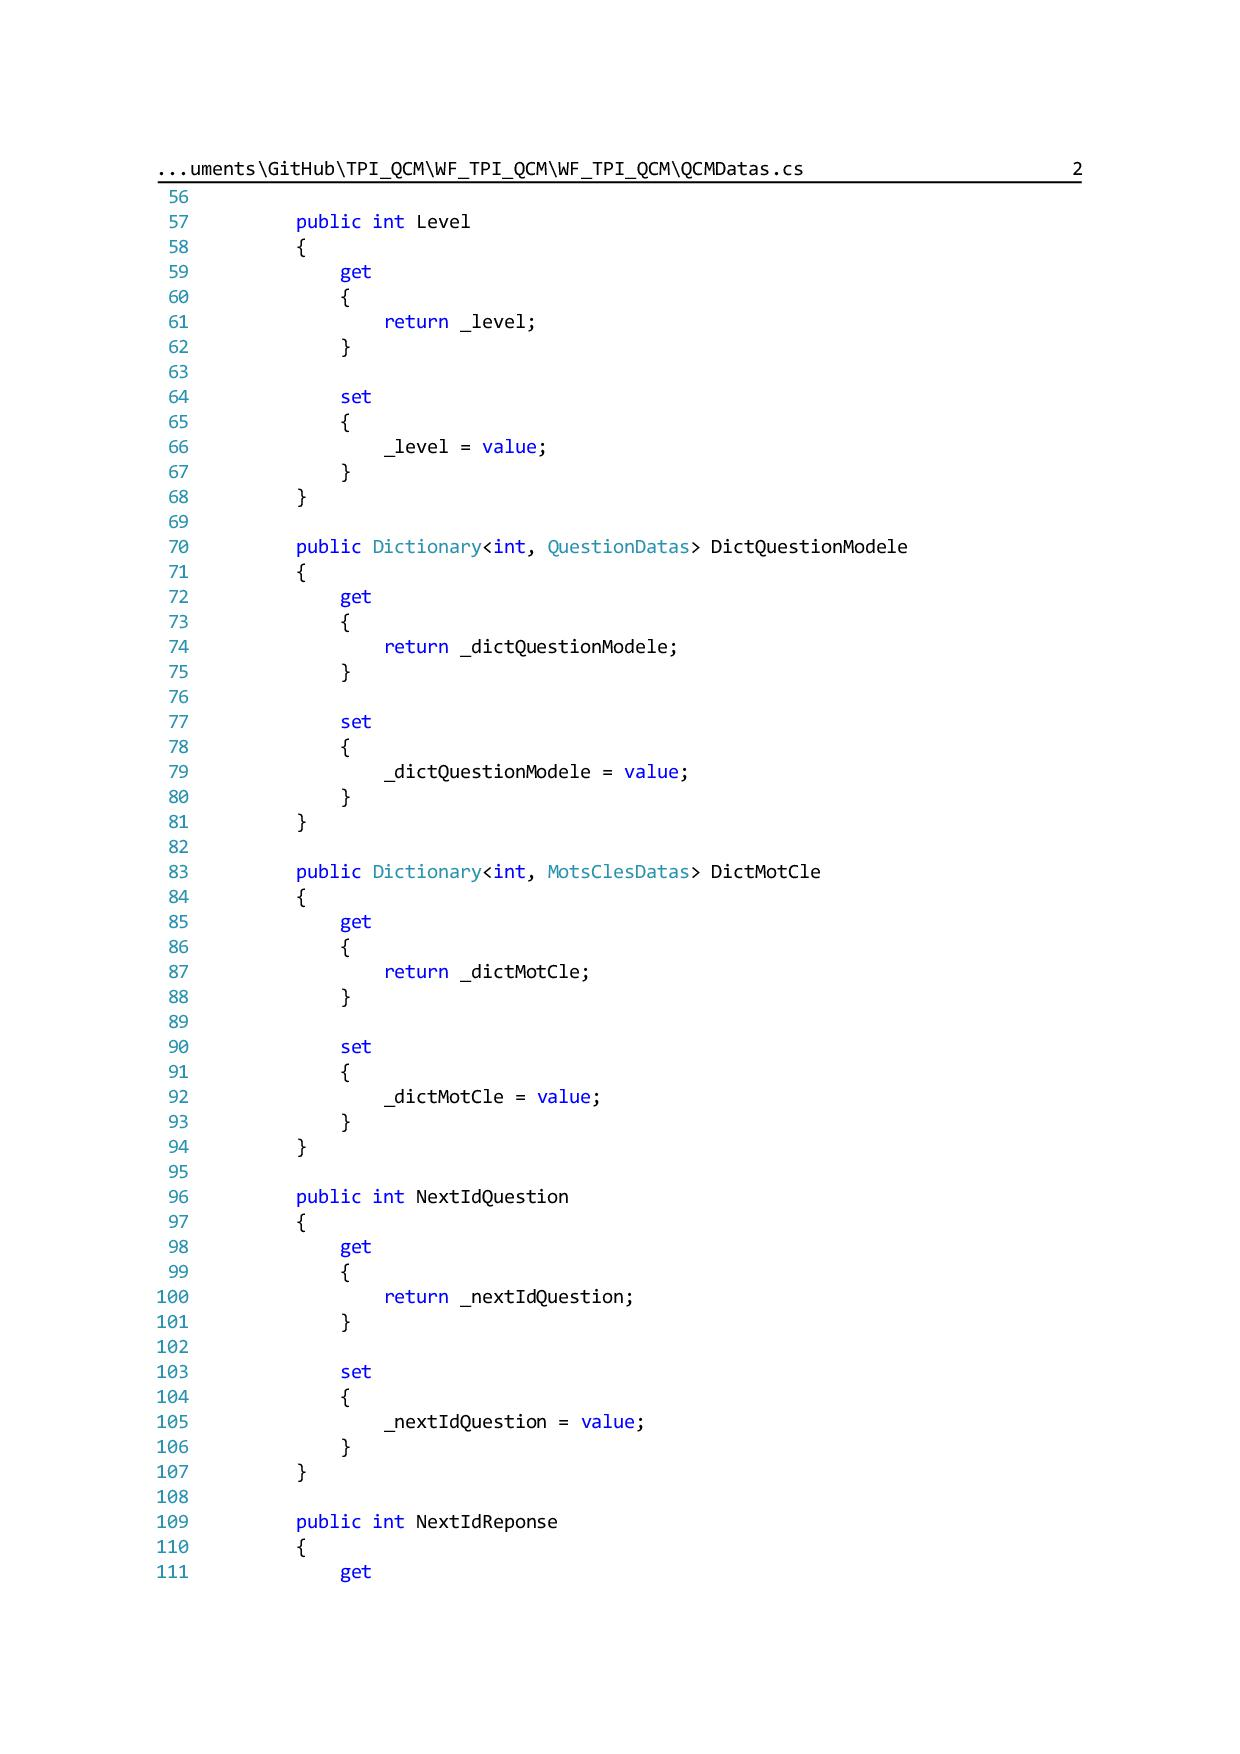 ...uments\GitHub\TPI_QCM\WF_TPI_QCM\WF_TPI_QCM\QCMDatas.cs 2
56
57 public int Level
58 {
59 get
60 {
61 return _level;
62 }
63
64 set
65 {
66 _level = value;
67 }
68 }
69
70 public Dictionary<int, QuestionDatas> DictQuestionModele
71 {
72 get
73 {
74 return _dictQuestionModele;
75 }
76
77 set
78 {
79 _dictQuestionModele = value;
80 }
81 }
82
83 public Dictionary<int, MotsClesDatas> DictMotCle
84 {
85 get
86 {
87 return _dictMotCle;
88 }
89
90 set
91 {
92 _dictMotCle = value;
93 }
94 }
95
96 public int NextIdQuestion
97 {
98 get
99 {
100 return _nextIdQuestion;
101 }
102
103 set
104 {
105 _nextIdQuestion = value;
106 }
107 }
108
109 public int NextIdReponse
110 {
111 get